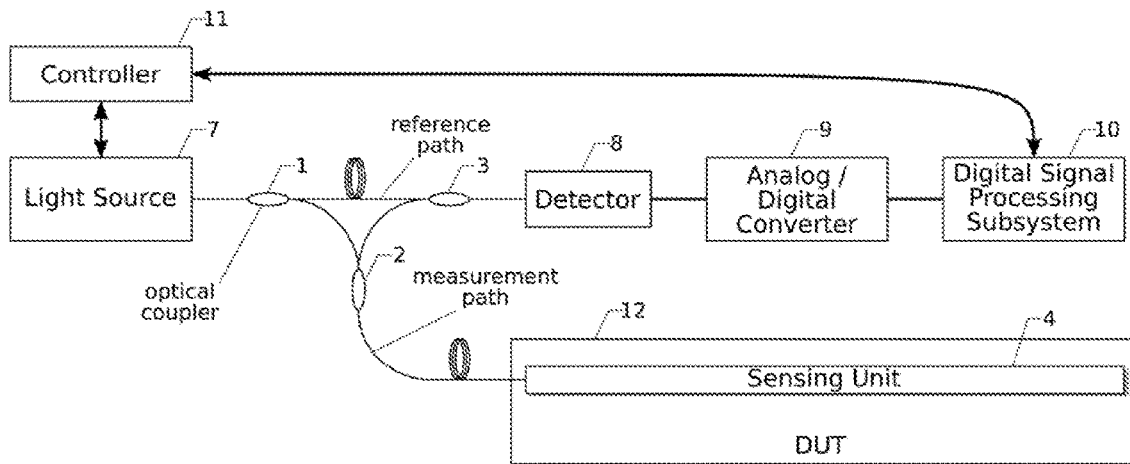 11
Controller
7
Light Source
1
reference
path
3
8
Detector
9
Analog /
Digital
Converter
10
Digital Signal
Processing
Subsystem
optical
coupler
2
measurement
path
12
4
Sensing Unit
DUT